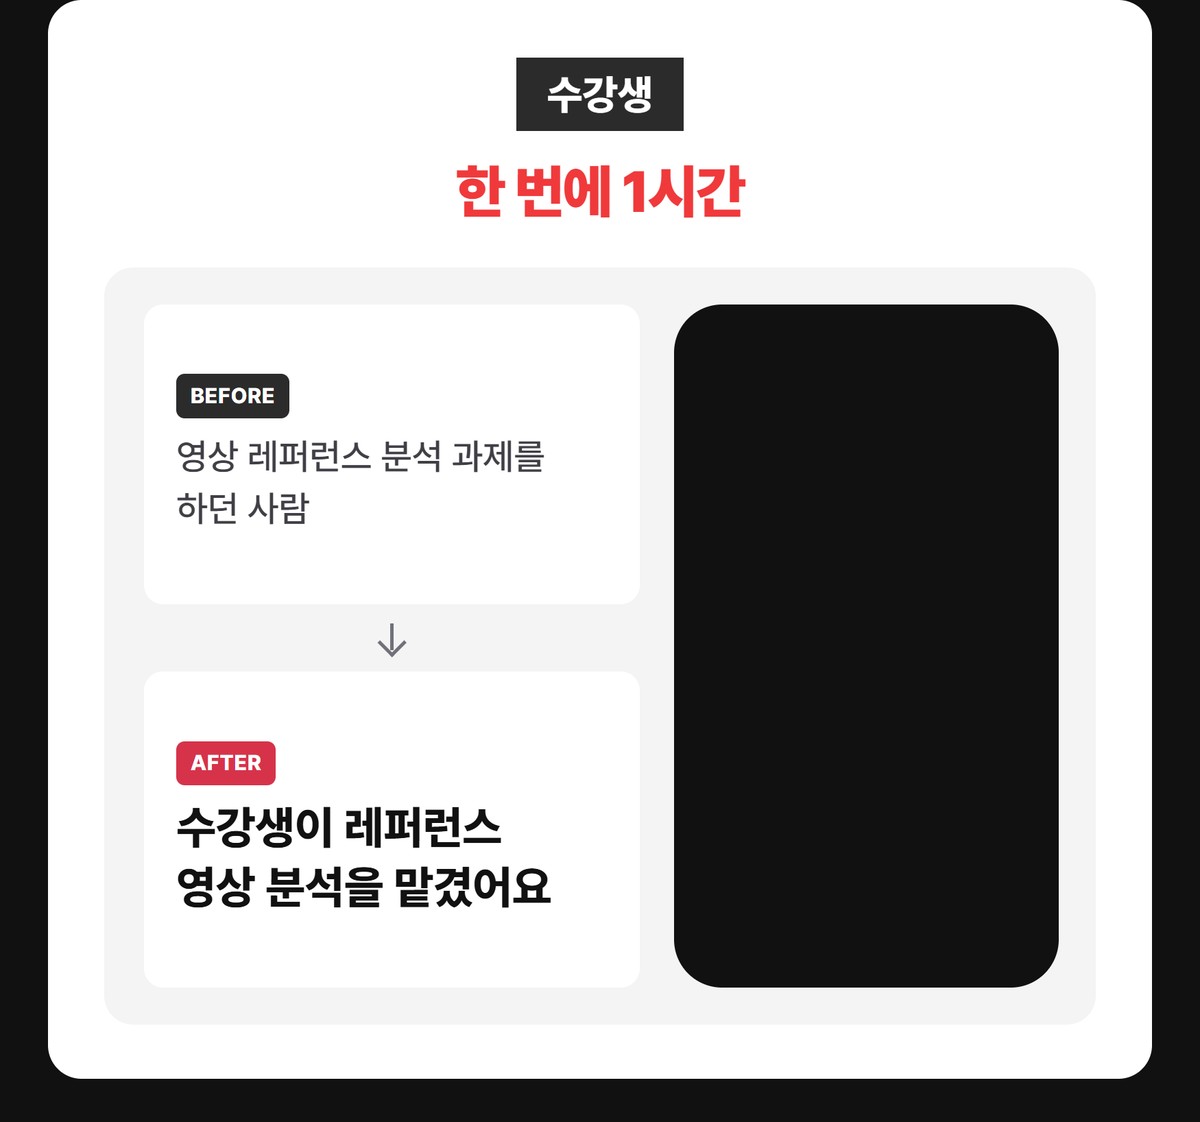 수강생
한 번에 1시간
BEFORE
영상 레퍼런스 분석 과제를
하던 사람
AFTER
수강생이 레퍼런스
영상 분석을 맡겼어요